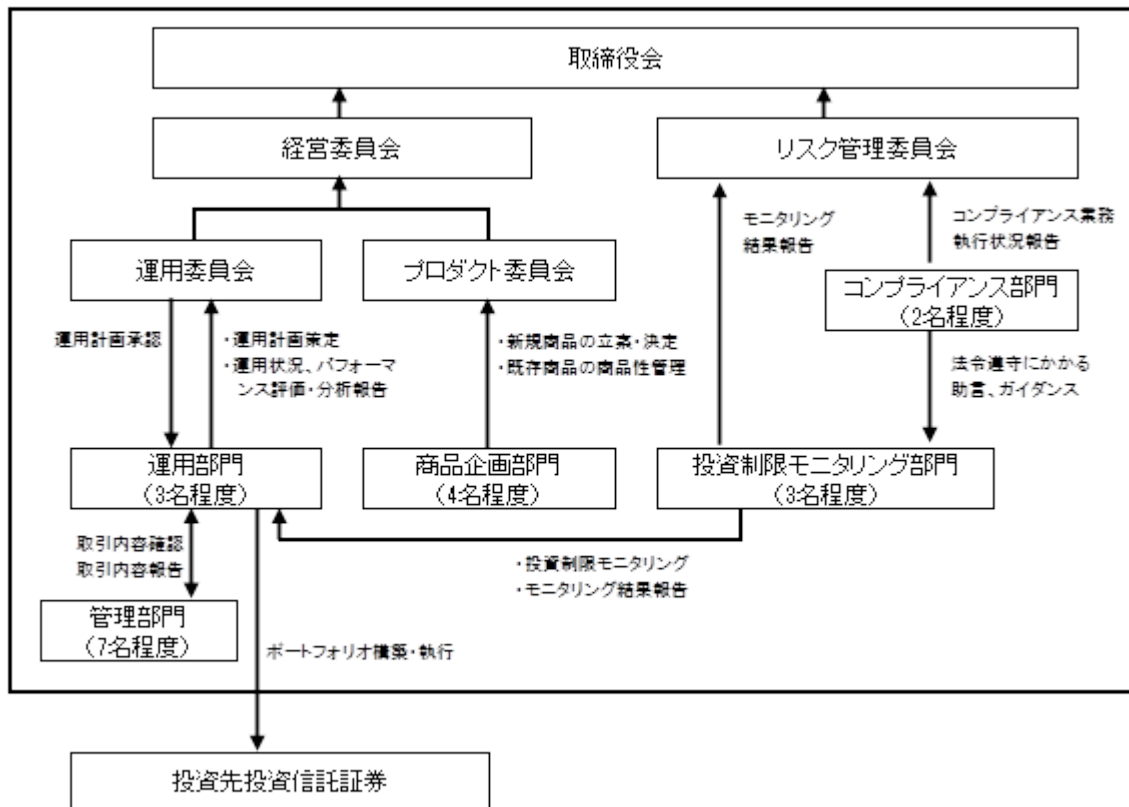 取締役会
経営委員会
リスク管理委員会
モニタリング
結果報告
コンプライアンス業務
執行状況報告
運用委員会
プロダクト委員会
コンプライアンス部門
(2名程度)
運用計画承認
・運用計画策定
・運用状況、パフォーマ
ンス評価・分析報告
・新規商品の立案・決定
・既存商品の商品性管理
法令遵守にかかる
助言、ガイダンス
運用部門
(3名程度)
商品企画部門
(4名程度)
投資制限モニタリング部門
(3名程度)
取引内容確認
取引内容報告
・投資制限モニタリング
・モニタリング結果報告
管理部門
(7名程度)
ポートフォリオ構築・執行
投資先投資信託証券